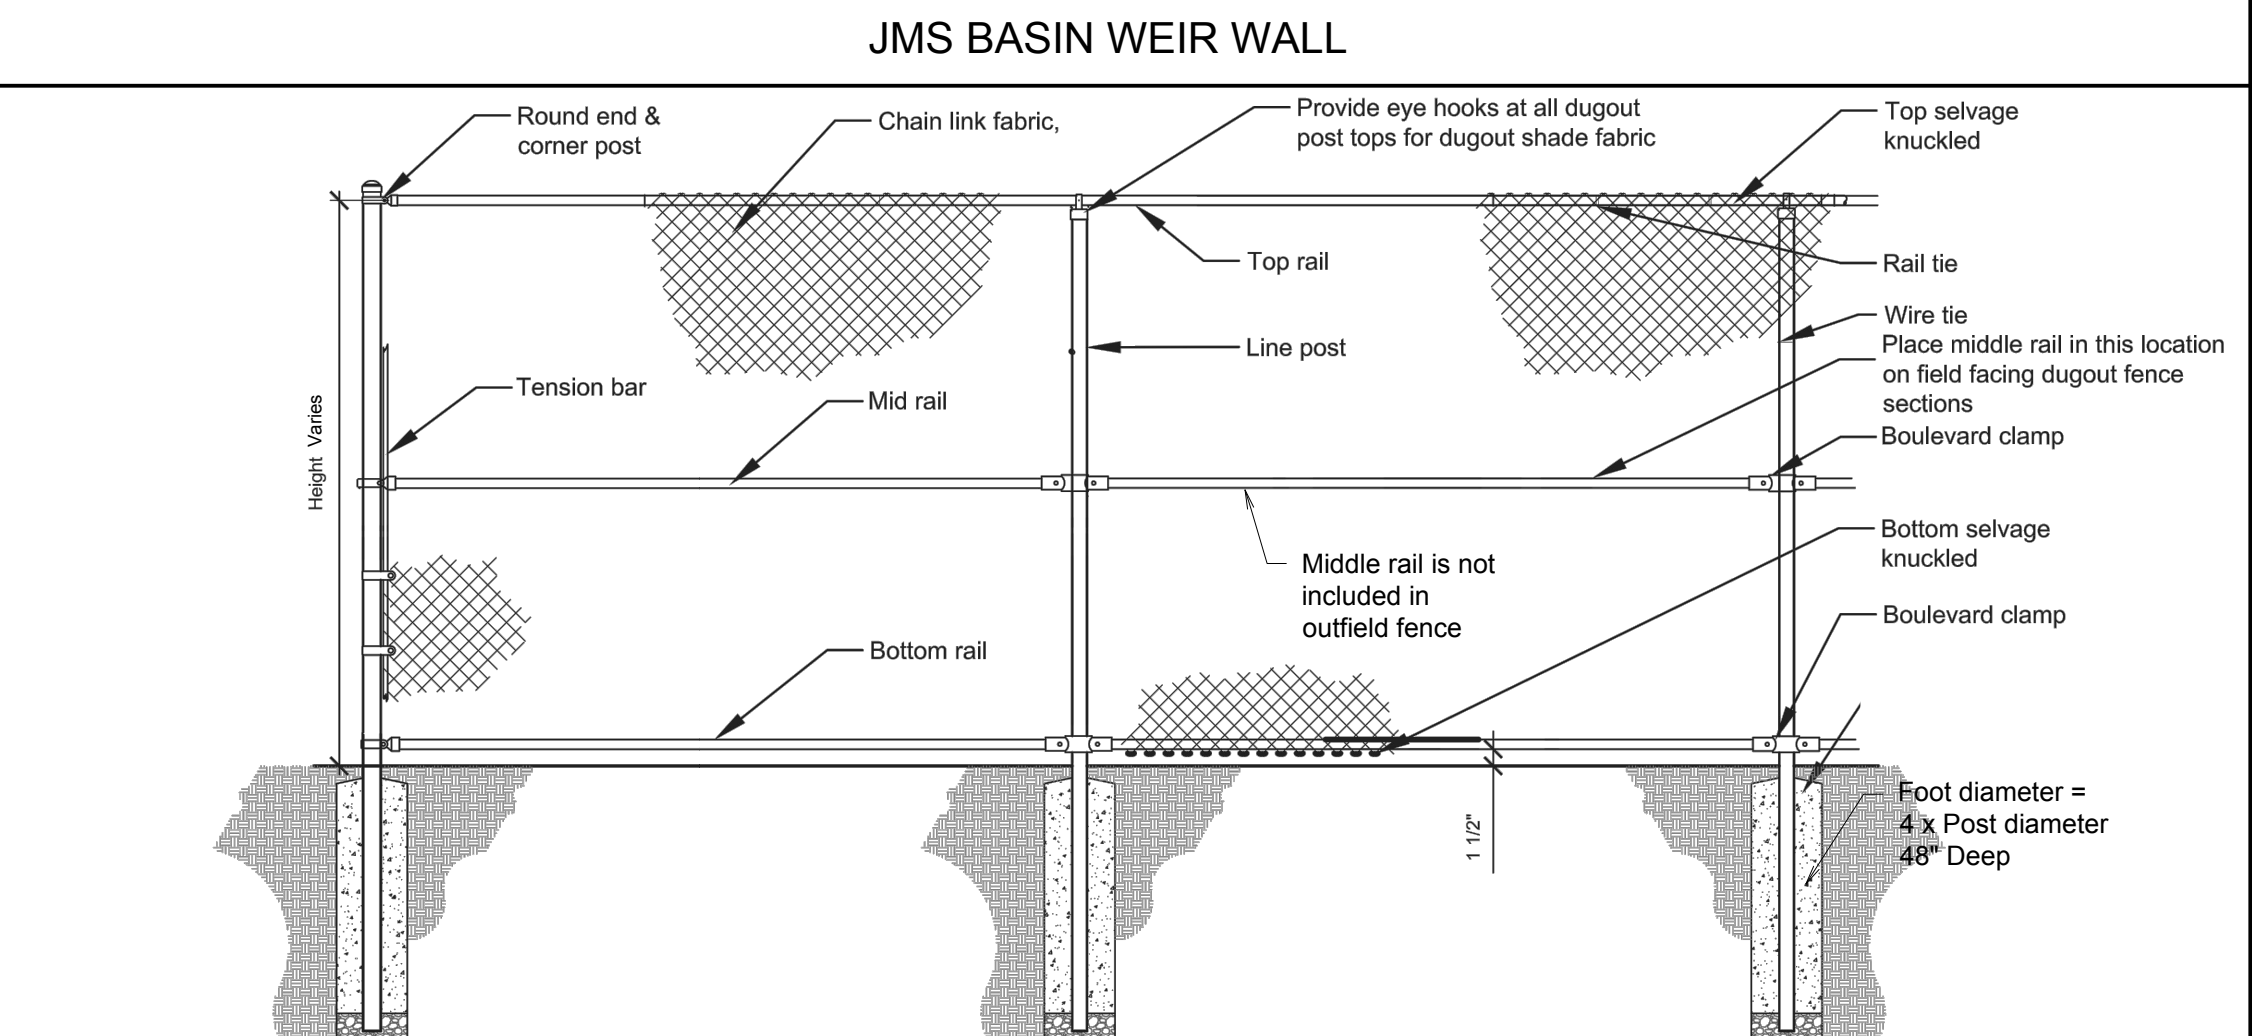 JMS BASIN WEIR WALL
Round end &
corner post
Chain link fabric,
Provide eye hooks at all dugout
post tops for dugout shade fabric
Top selvage
knuckled
Top rail
Rail tie
Line post
Wire tie
Place middle rail in this location
on field facing dugout fence
sections
Tension bar
Mid rail
Height Varies
Boulevard clamp
Bottom selvage
knuckled
Middle rail is not
included in
outfield fence
Boulevard clamp
Bottom rail
1 1/2"
Foot diameter =
4 x Post diameter
48" Deep